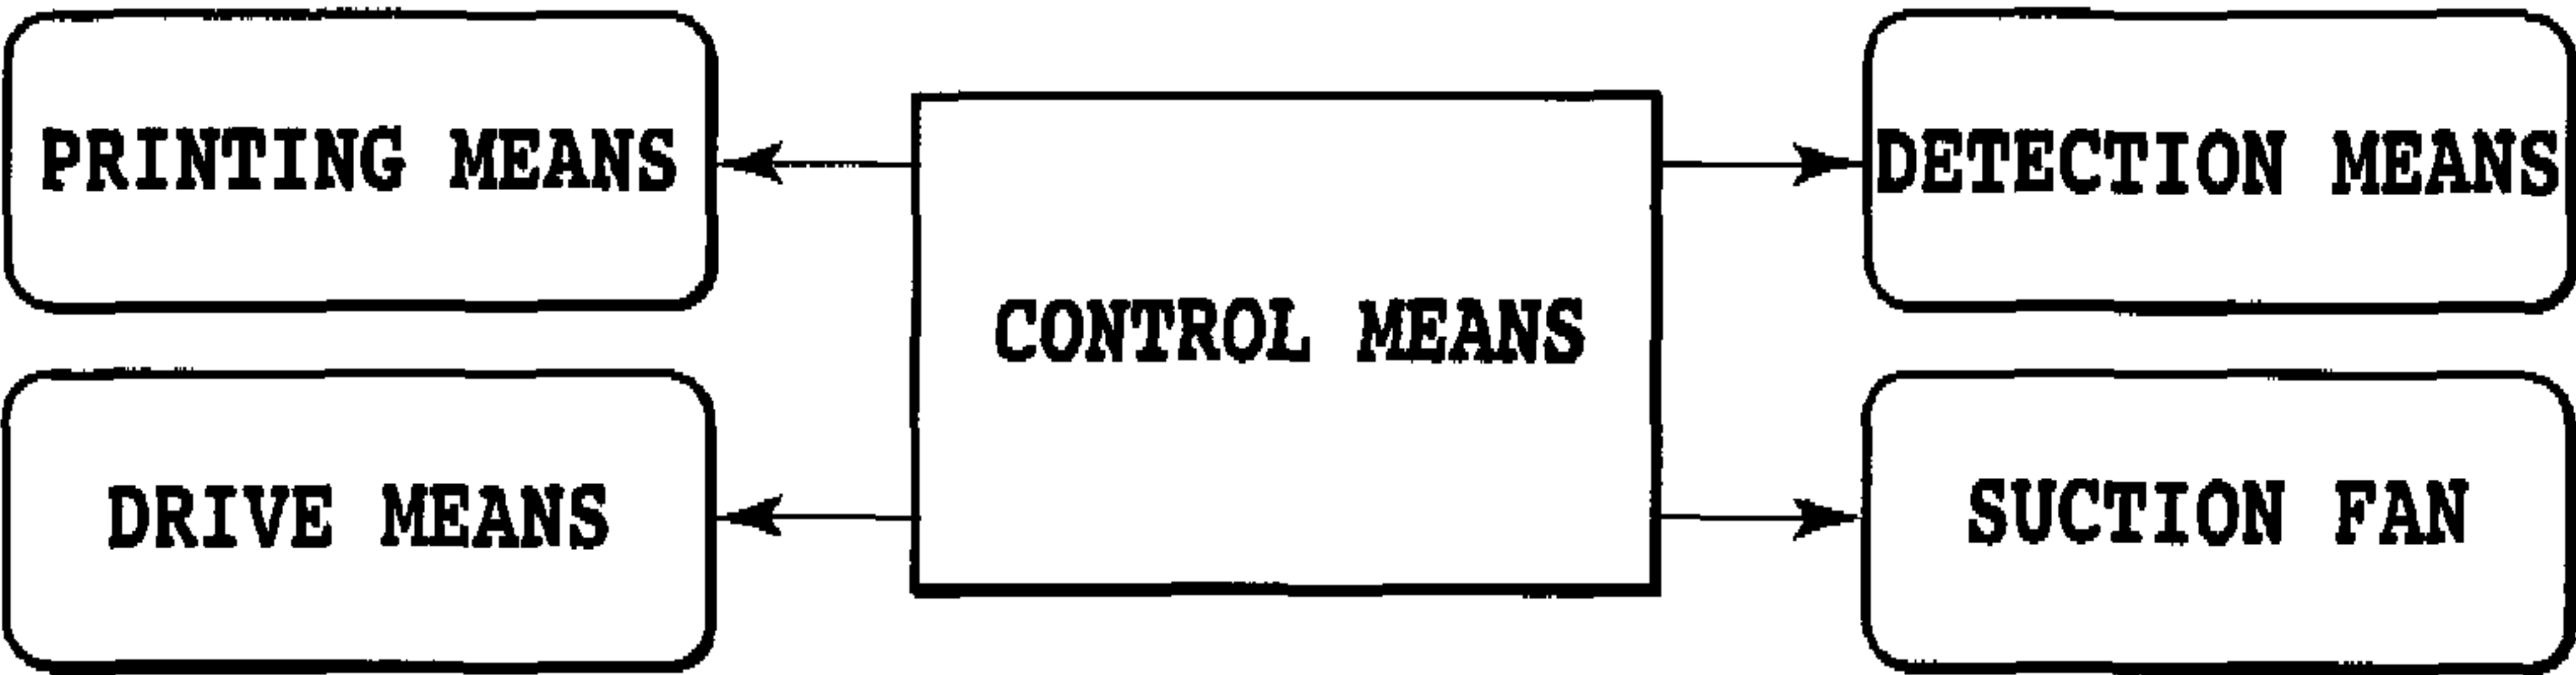 PRINTING MEANS
DETECTION MEANS
CONTROL MEANS
DRIVE MEANS
SUCTION FAN